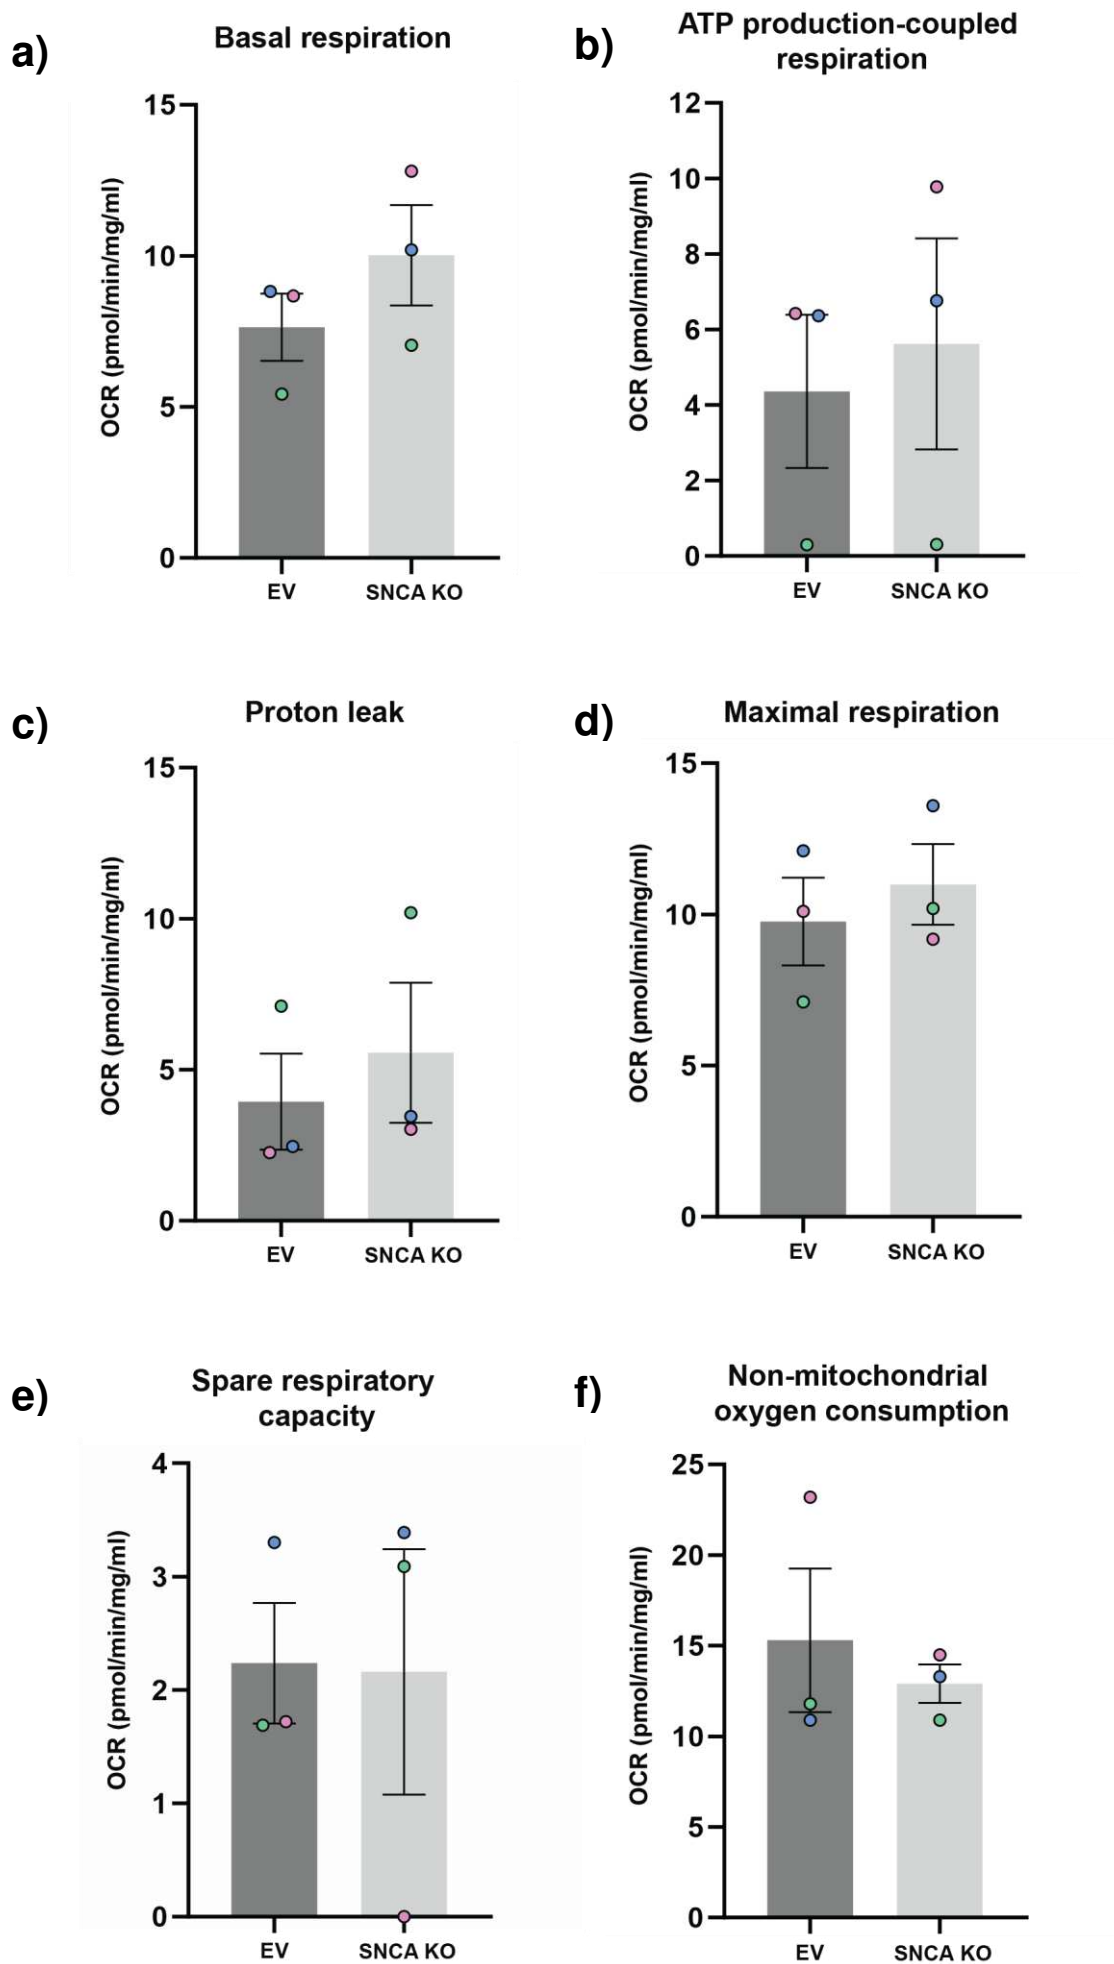 a)
Basal respiration
OCR (pmol/min/mg/ml)
15
10
5
0
EV
SNCA KO
b)
ATP production-coupled
respiration
OCR (pmol/min/mg/ml)
12
10
8
6
4
2
0
EV
SNCA KO
c)
Proton leak
OCR (pmol/min/mg/ml)
15
10
5
0
EV
SNCA KO
d)
Maximal respiration
OCR (pmol/min/mg/ml)
15
10
5
0
EV
SNCA KO
e)
Spare respiratory
capacity
OCR (pmol/min/mg/ml)
4
3
2
1
0
EV
SNCA KO
f)
Non-mitochondrial
oxygen consumption
OCR (pmol/min/mg/ml)
25
20
15
10
5
0
EV
SNCA KO